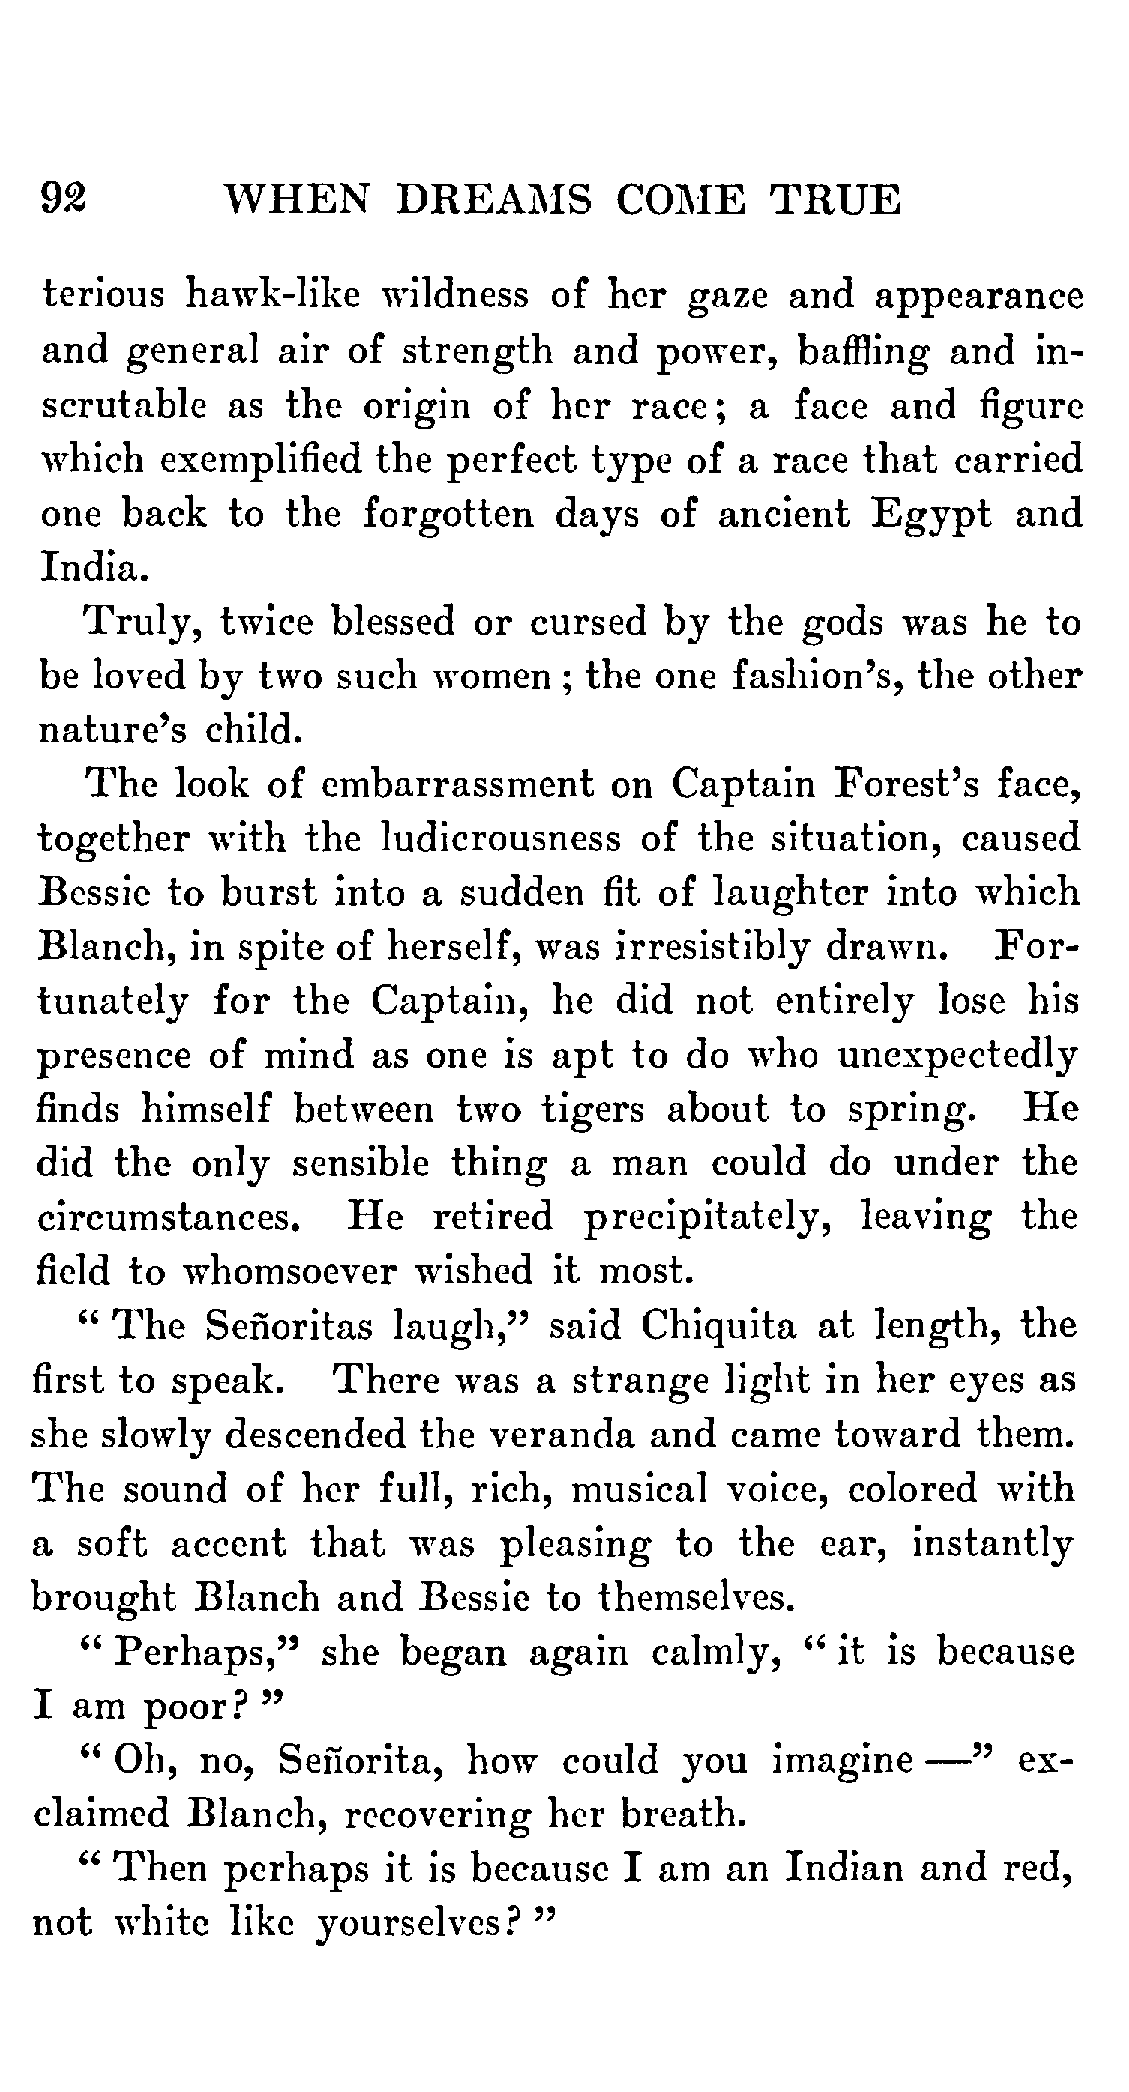 92 WHEN DREAMS COME TRUE
terious hawk-like wildness of her gaze and appearance
and general air of strength and power, baffling and in-
scrutable as the origin of her race; a face and figure
which exemplified the perfect type of a race that carried
one back to the forgotten days of ancient Egypt and
India.
Truly, twice blessed or cursed by the gods was he to
be loved by two such women; the one fashion's, the other
nature's child.
The look of embarrassment on Captain Forest's face,
together with the ludicrousness of the situation, caused
Bessie to burst into a sudden fit of laughter into which
Blanch, in spite of herself, was irresistibly drawn. For-
tunately for the Captain, he did not entirely lose his
presence of mind as one is apt to do who unexpectedly
finds himself between two tigers about to spring. He
did the only sensible thing a man could do under the
circumstances. He retired precipitately, leaving the
field to whomsoever wished it most.
"The Señoritas laugh," said Chiquita at length, the
first to speak. There was a strange light in her eyes as
she slowly descended the veranda and came toward them.
The sound of her full, rich, musical voice, colored with
a soft accent that was pleasing to the ear, instantly
brought Blanch and Bessie to themselves.
"Perhaps," she began again calmly, "it is because
I am poor?"
"Oh, no, Señorita, how could you imagine—" ex-
claimed Blanch, recovering her breath.
"Then perhaps it is because I am an Indian and red,
not white like yourselves?"